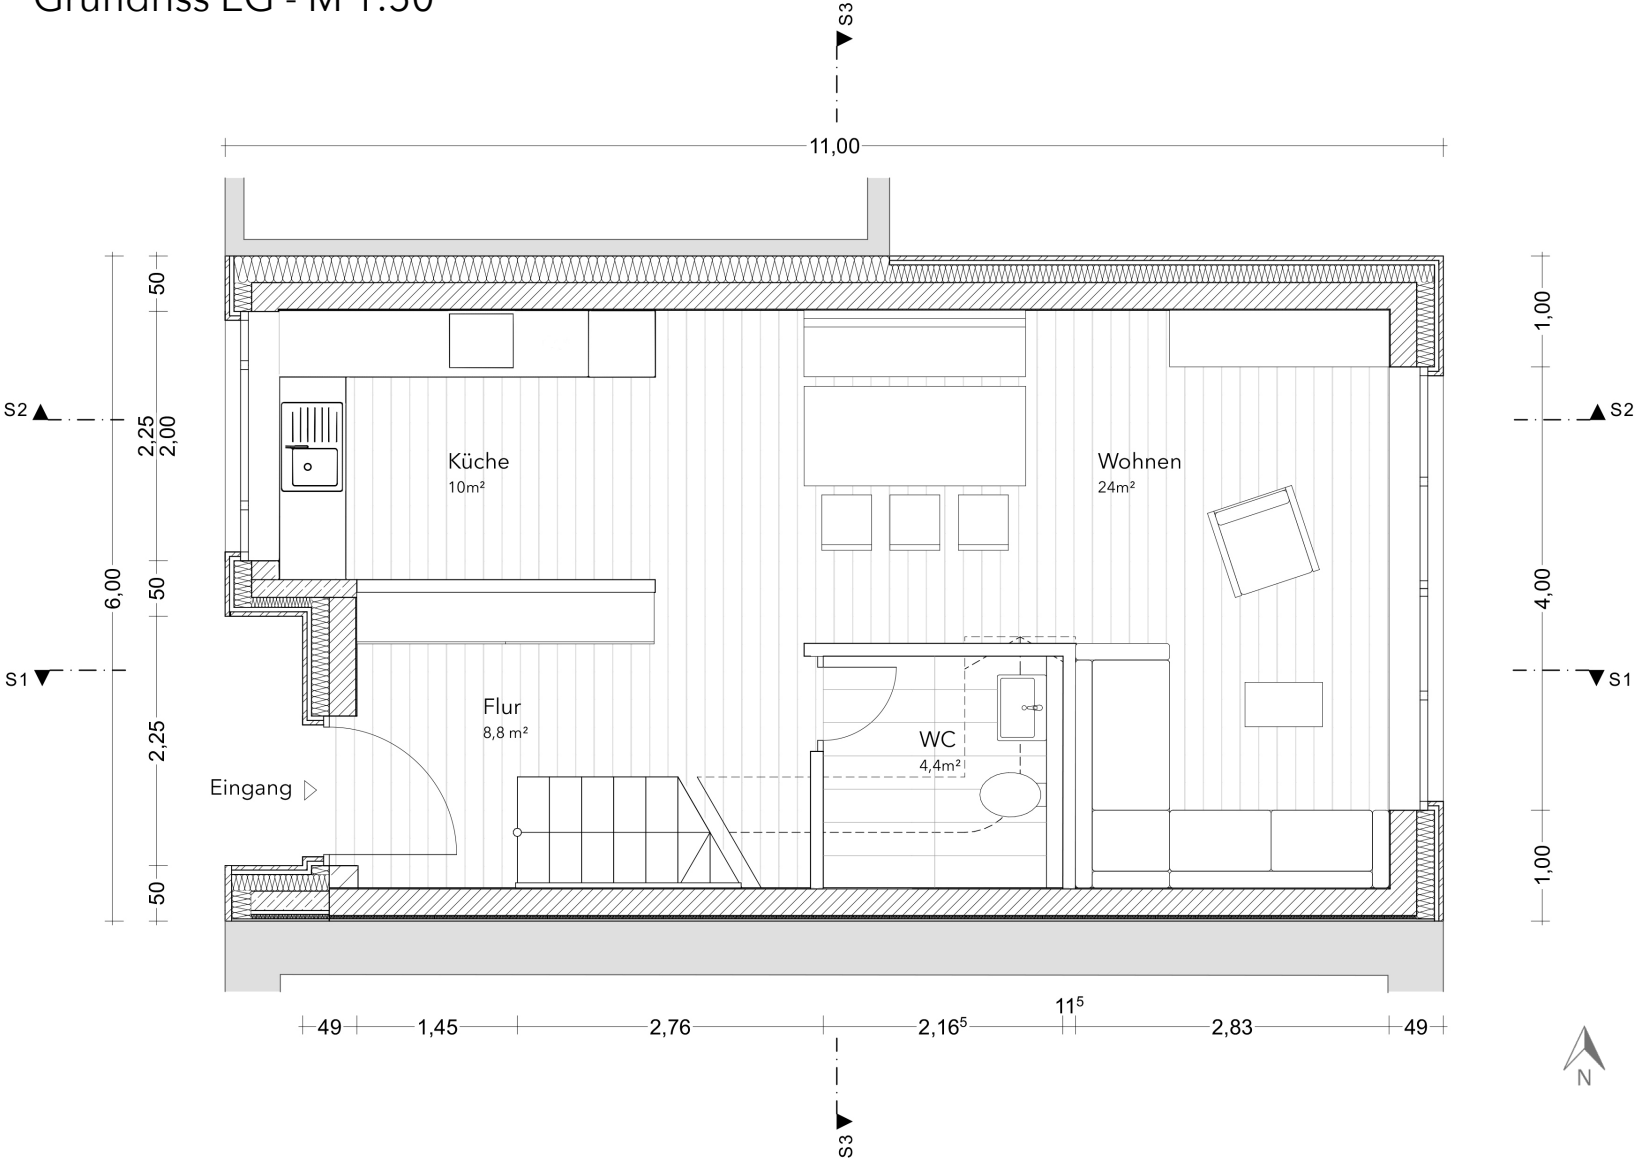 Grundriss EG - M 1:50
S3
11,00
50
1,00
S2
2,25
2,00
S2
Küche
10m²
Wohnen
24m²
6,00
50
4,00
S1
S1
Flur
8,8 m²
2,25
WC
4,4m²
Eingang
50
1,00
11⁵
49
1,45
2,76
2,16⁵
2,83
49
N
S3